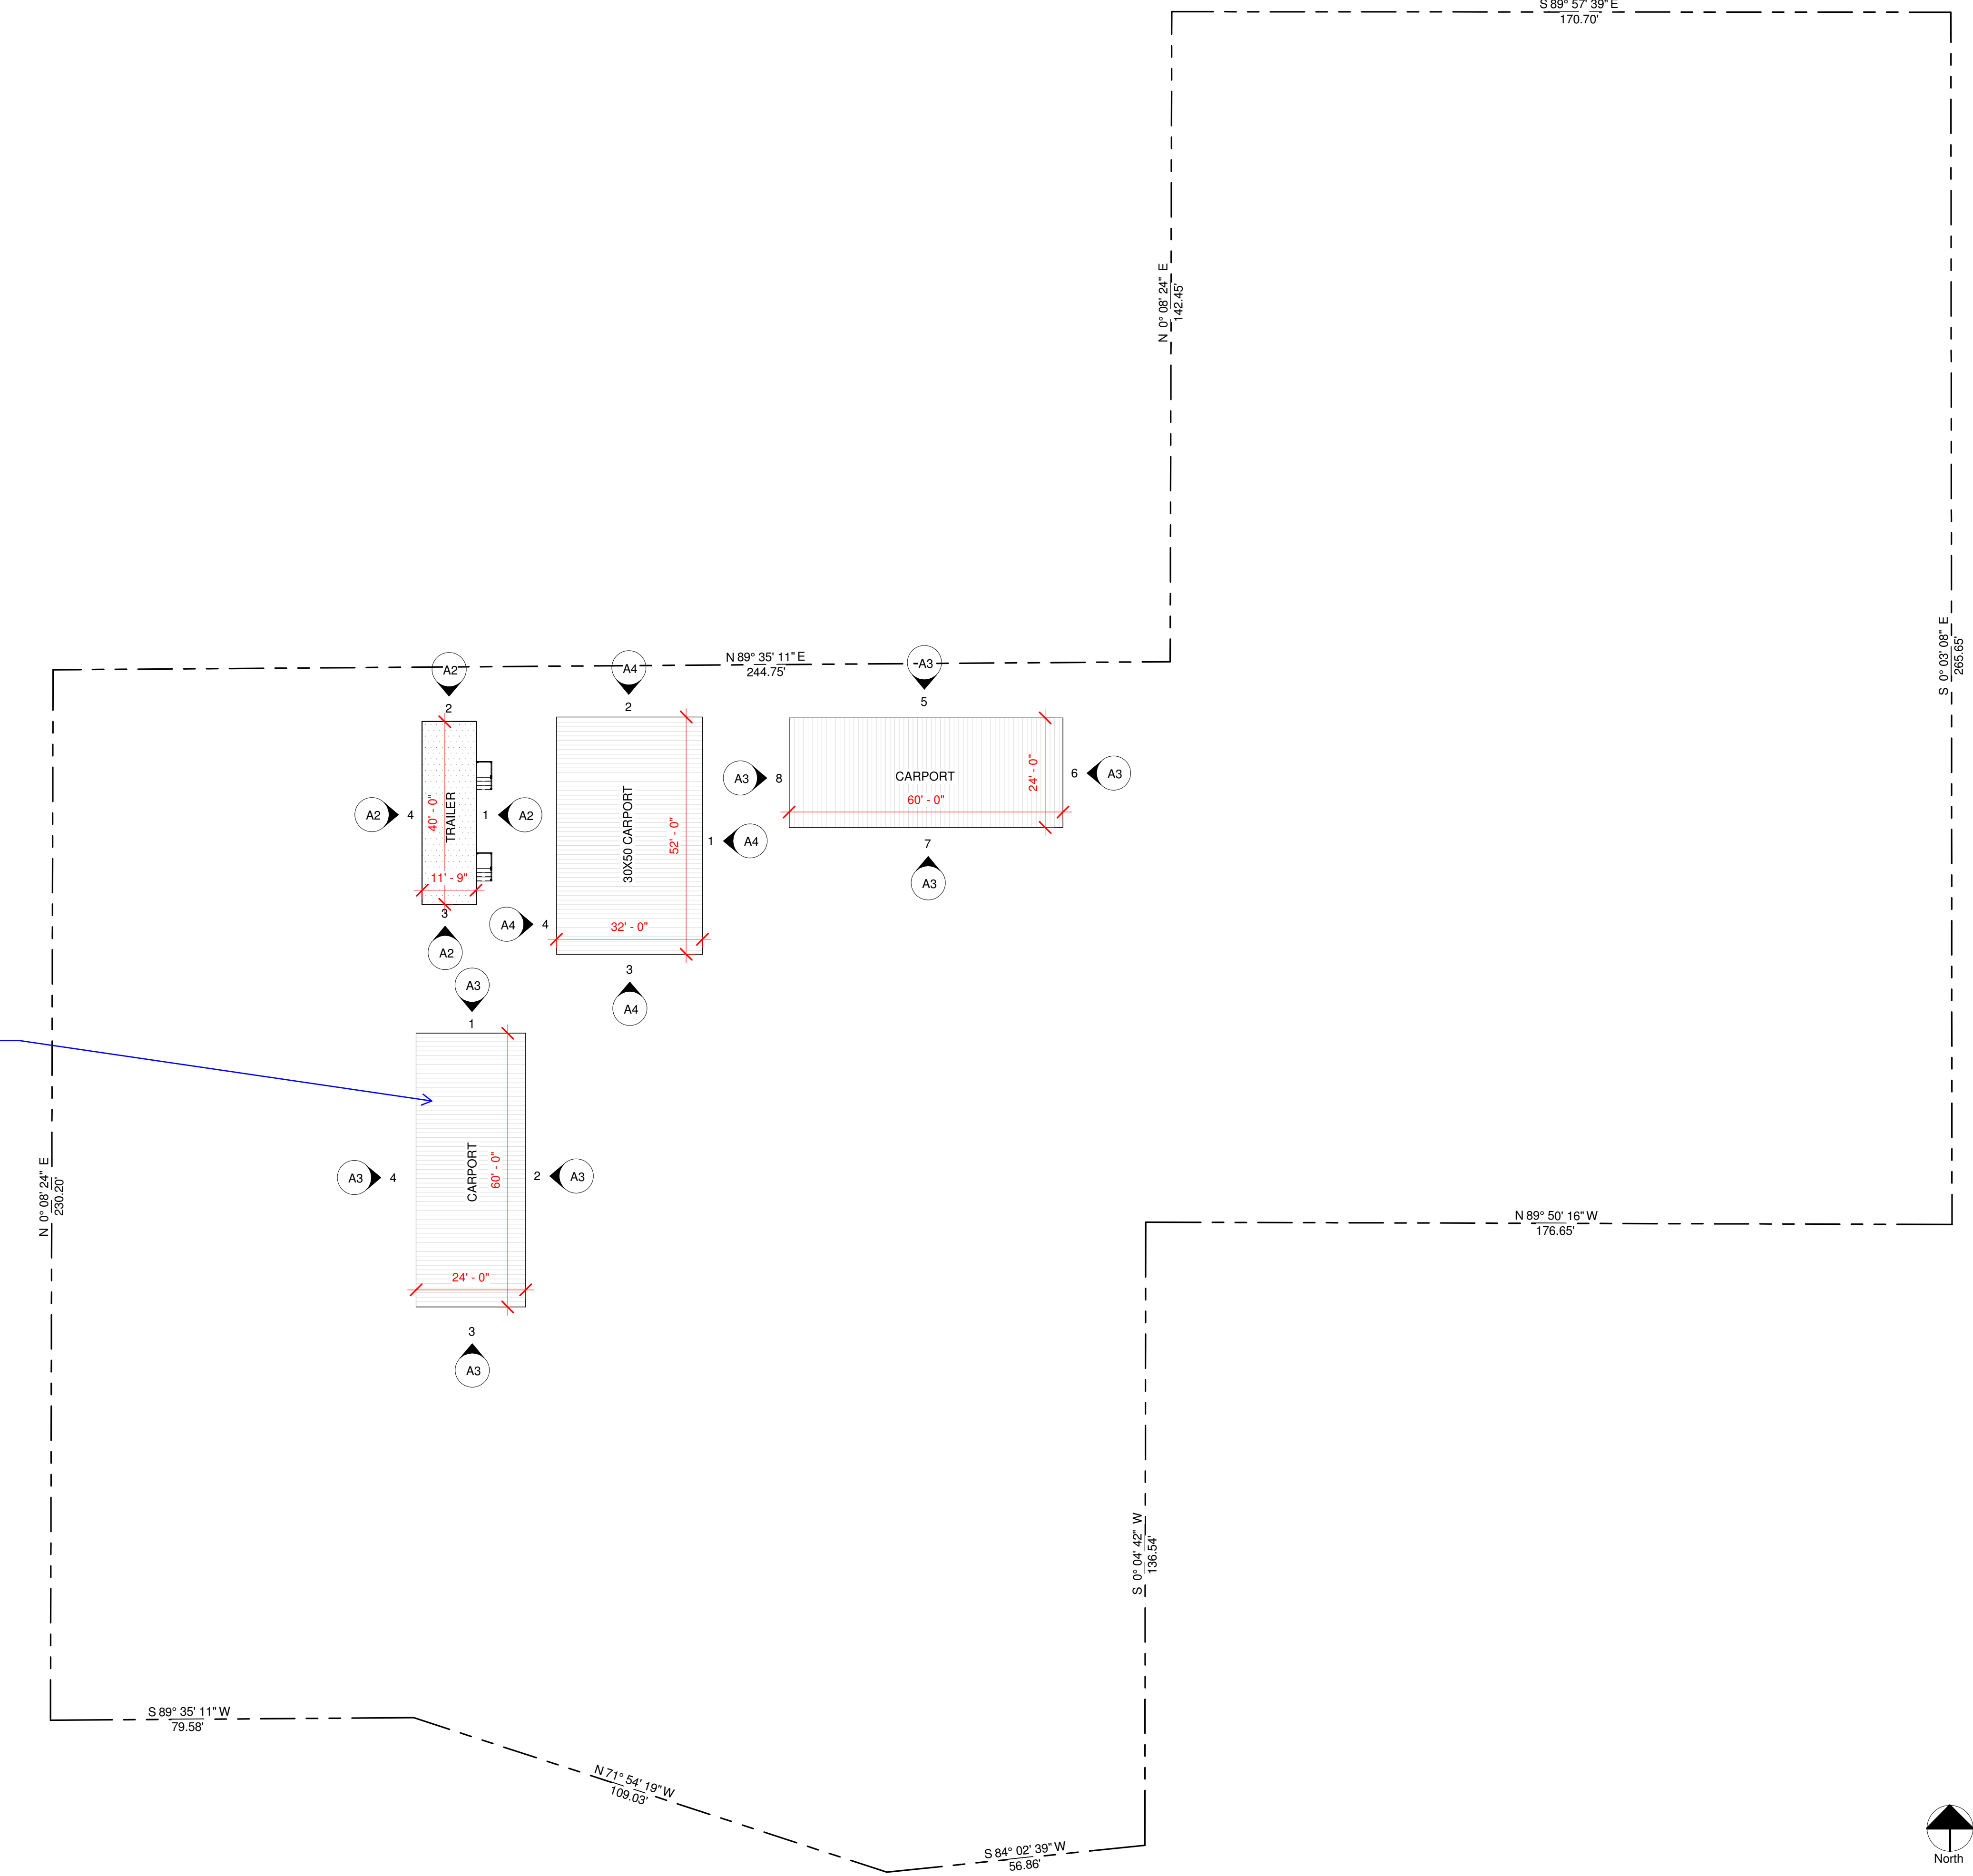 S 89° 57' 39" E
170.70'
N 0° 08' 24" E
142.45'
S 0° 03' 08" E
265.65'
N 89° 35' 11" E
244.75'
A2
2
A4
2
A3
5
A2
4
40' - 0"
TRAILER
11' - 9"
1
A2
3
A2
30X50 CARPORT
52' - 0"
32' - 0"
1
A4
A4
4
3
A4
A3
8
CARPORT
60' - 0"
24' - 0"
6
A3
7
A3
A3
1
A3
4
CARPORT
60' - 0"
24' - 0"
2
A3
3
A3
N 0° 08' 24" E
230.20'
N 89° 50' 16" W
176.65'
S 0° 04' 42" W
136.54'
S 89° 35' 11" W
79.58'
N 71° 54' 19" W
109.03'
S 84° 02' 39" W
56.86'
North